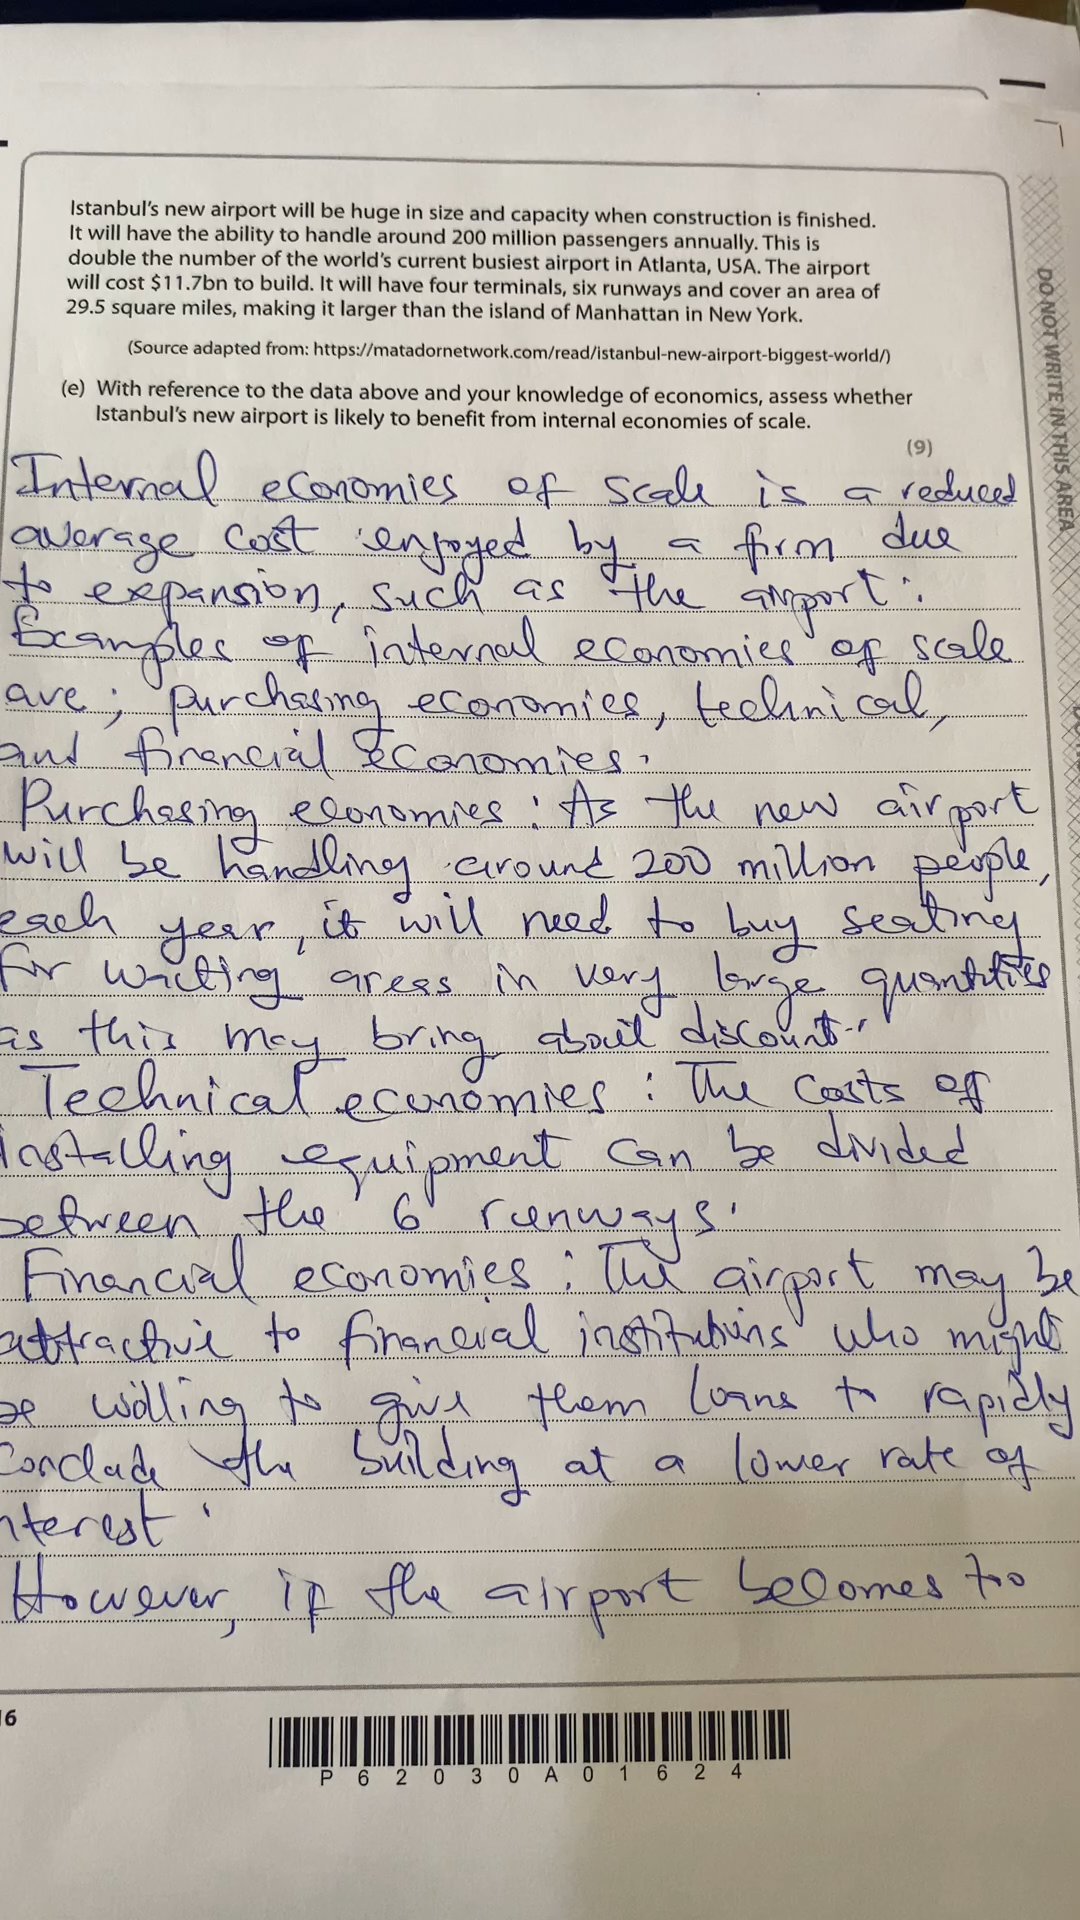 Istanbul's new airport will be huge in size and capacity when construction is finished.
It will have the ability to handle around 200 million passengers annually. This is
double the number of the world's current busiest airport in Atlanta, USA. The airport
will cost $11.7bn to build. It will have four terminals, six runways and cover an area of
29.5 square miles, making it larger than the island of Manhattan in New York.
(Source adapted from: https://matadornetwork.com/read/istanbul-new-airport-biggest-world/)
(e) With reference to the data above and your knowledge of economics, assess whether
Istanbul's new airport is likely to benefit from internal economies of scale.
(9)
DO NOT WRITE IN THIS AREA
Internal economies of scale is a reduced
average cost enjoyed by a firm due
to expansion, such as the airport.
Examples of internal economies of scale
are; purchasing economies, technical,
and financial economies.
Purchasing economies: As the new airport
will be handling around 200 million people,
each year, it will need to buy seating
for waiting areas in very large quantities
as this may bring about discount.
Technical economies: The costs of
installing equipment can be divided
between the 6 runways.
Financial economies: The airport may be
attractive to financial institutions who might
be willing to give them loans to rapidly
conclude the building at a lower rate of
nterest.
However, if the airport becomes too
16
P62030A01624